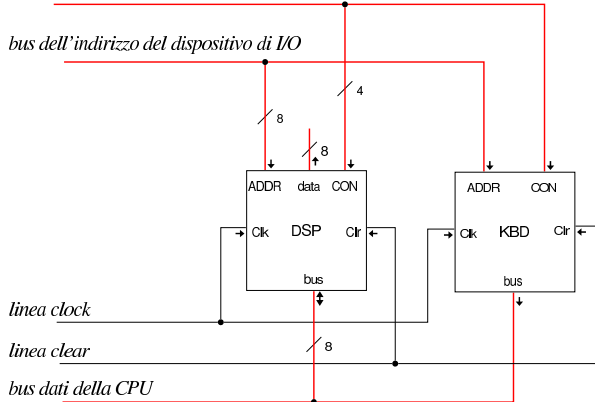 bus dell'indirizzo del dispositivo di I/O
4
8
8
ADDR data CON
ADDR CON
Clk DSP Clr
Clk KBD Clr
bus
bus
linea clock
8
linea clear
bus dati della CPU